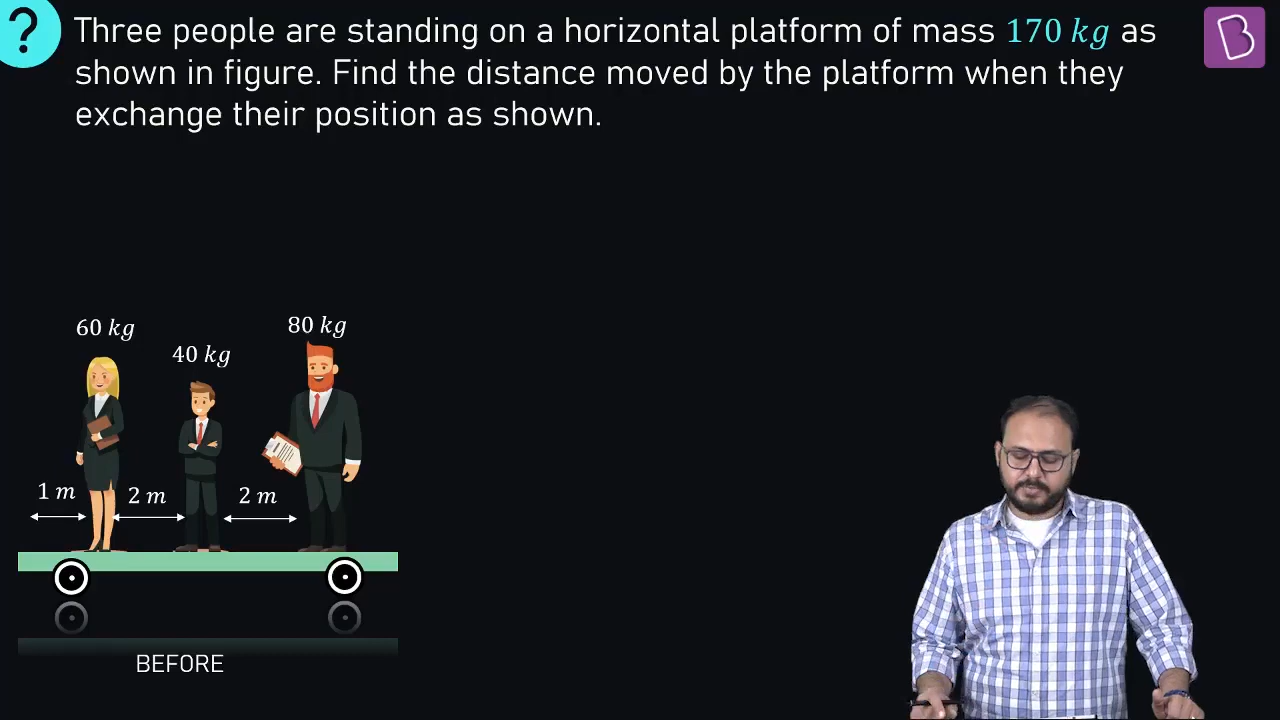 ?
Three people are standing on a horizontal platform of mass 170 kg as
shown in figure. Find the distance moved by the platform when they
exchange their position as shown.
B
60 kg
40 kg
80 kg
1 m
2 m
2 m
BEFORE